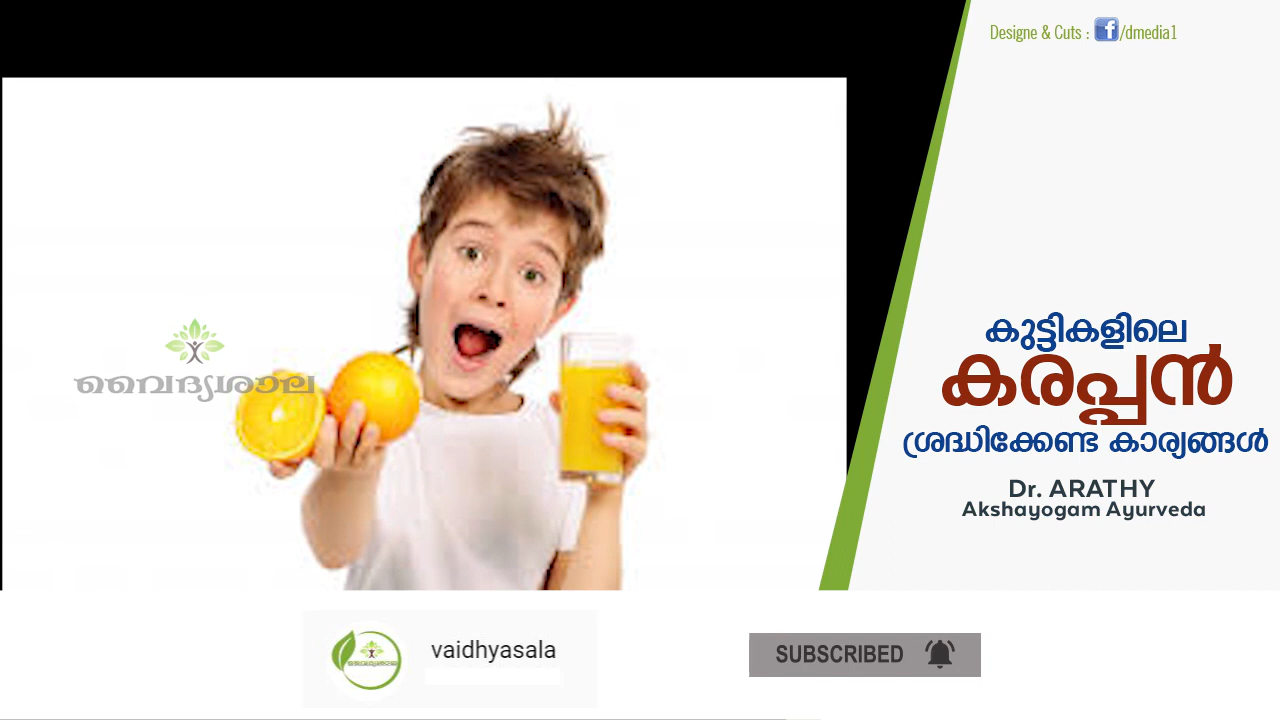 Designe & Cuts : f/dmedia1
വൈദ്യശാല
കുട്ടികളിലെ
കരപ്പൻ
ശ്രദ്ധിക്കേണ്ട കാര്യങ്ങൾ
Dr. ARATHY
Akshayogam Ayurveda
vaidhyasala
SUBSCRIBED